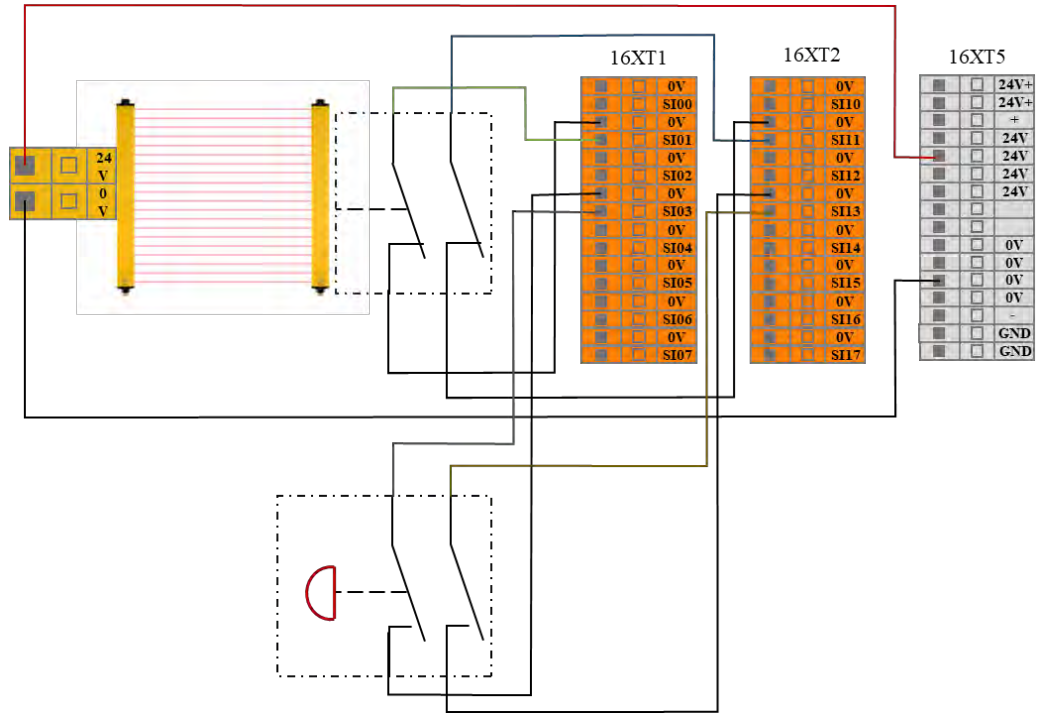 16XT1
16XT2
16XT5
24
V
0
V
0V
SI00
0V
SI01
0V
SI02
0V
SI03
0V
SI04
0V
SI05
0V
SI06
0V
SI07
0V
SI10
0V
SI11
0V
SI12
0V
SI13
0V
SI14
0V
SI15
0V
SI16
0V
SI17
24V+
24V+
+
24V
24V
24V
24V
0V
0V
0V
0V
-
GND
GND